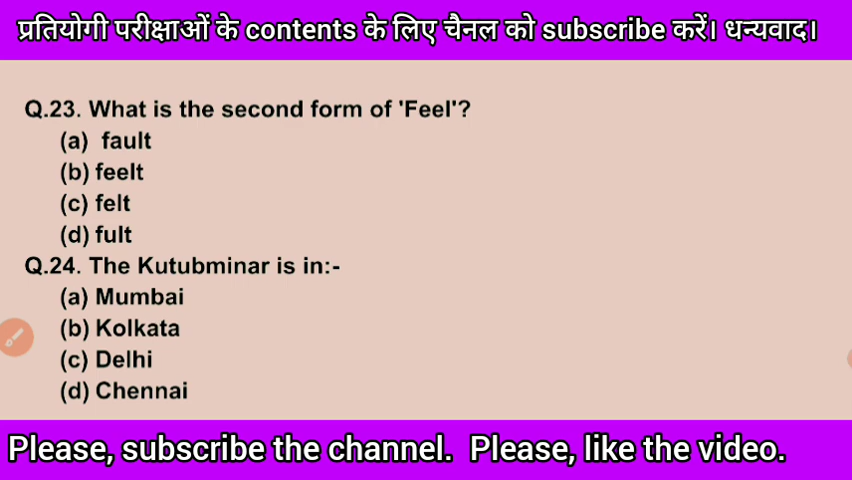 प्रतियोगी परीक्षाओं के contents के लिए चैनल को subscribe करें। धन्यवाद।
Q.23. What is the second form of 'Feel'?
(a) fault
(b) feelt
(c) felt
(d) fult
Q.24. The Kutubminar is in:-
(a) Mumbai
(b) Kolkata
(c) Delhi
(d) Chennai
Please, subscribe the channel. Please, like the video.